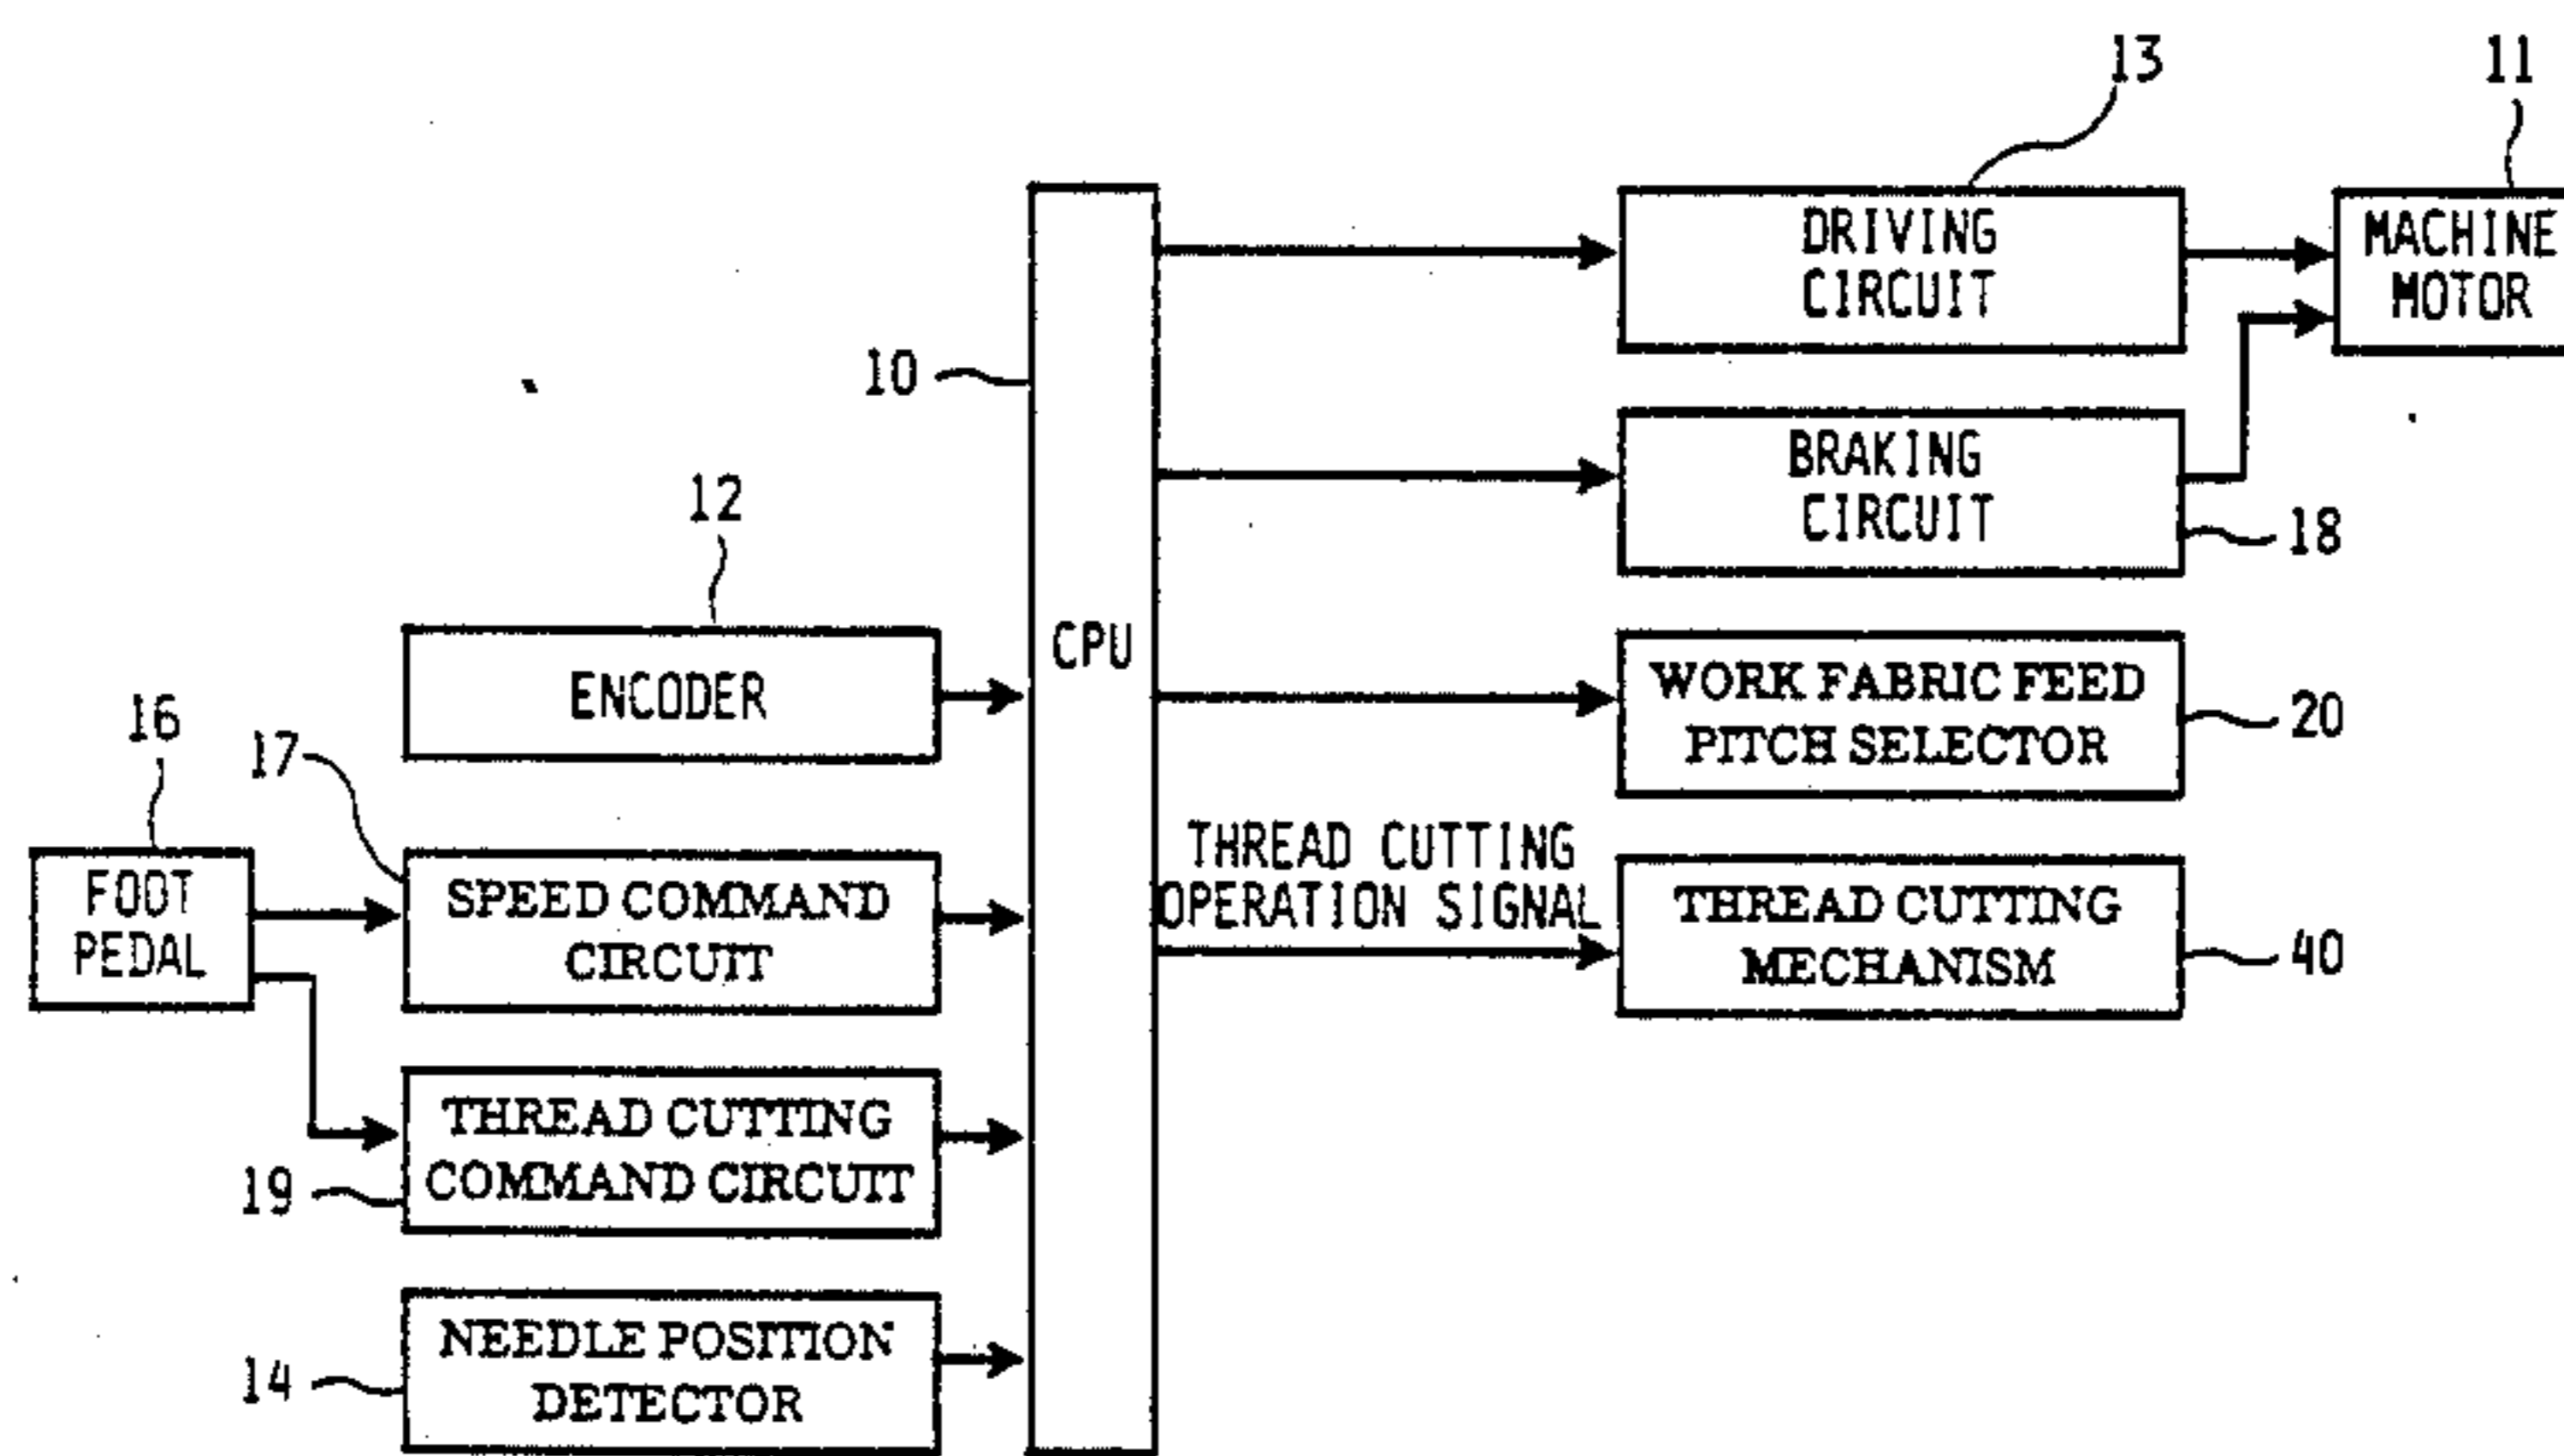 13
11
DRIVING
CIRCUIT
MACHINE
MOTOR
10
BRAKING
CIRCUIT
18
12
CPU
ENCODER
WORK FABRIC FEED
PITCH SELECTOR
20
16
17
FOOT
PEDAL
SPEED COMMAND
CIRCUIT
THREAD CUTTING
OPERATION SIGNAL
THREAD CUTTING
MECHANISM
40
THREAD CUTTING
COMMAND CIRCUIT
19
NEEDLE POSITION
DETECTOR
14